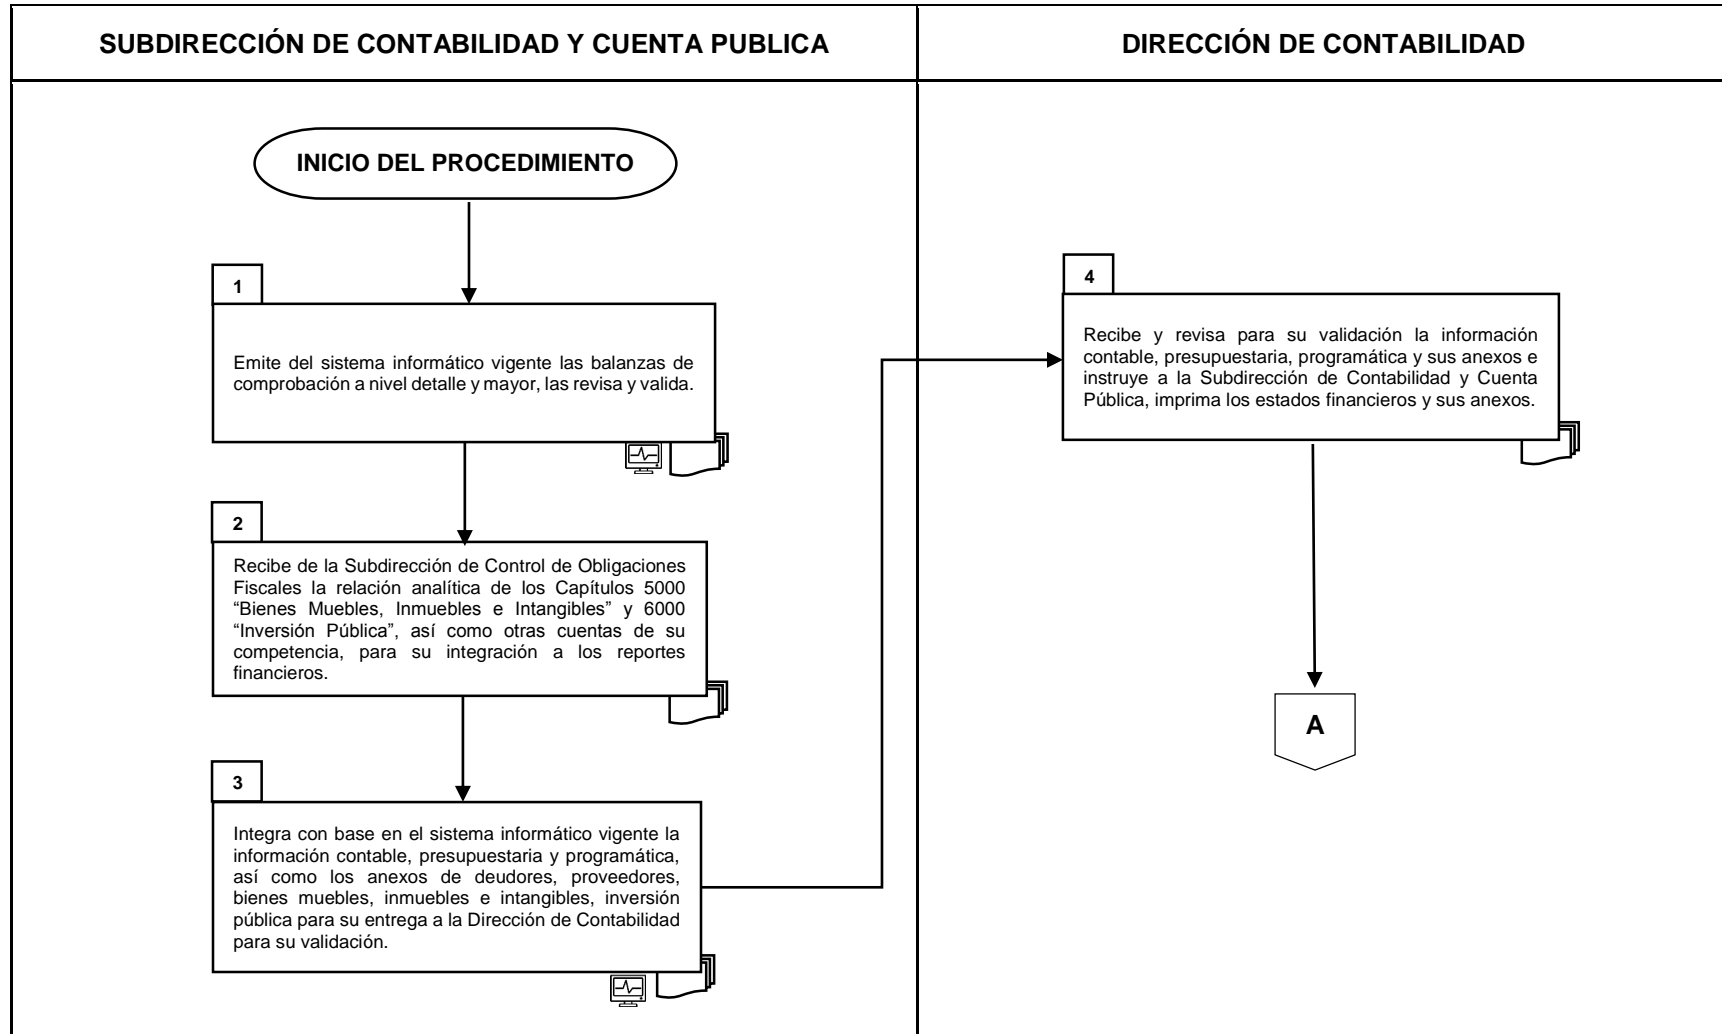 SUBDIRECCIÓN DE CONTABILIDAD Y CUENTA PUBLICA
DIRECCIÓN DE CONTABILIDAD
INICIO DEL PROCEDIMIENTO
1
Emite del sistema informático vigente las balanzas de
comprobación a nivel detalle y mayor, las revisa y valida.
2
Recibe de la Subdirección de Control de Obligaciones
Fiscales la relación analítica de los Capítulos 5000
“Bienes Muebles, Inmuebles e Intangibles” y 6000
“Inversión Pública”, así como otras cuentas de su
competencia, para su integración a los reportes
financieros.
3
Integra con base en el sistema informático vigente la
información contable, presupuestaria y programática,
así como los anexos de deudores, proveedores,
bienes muebles, inmuebles e intangibles, inversión
pública para su entrega a la Dirección de Contabilidad
para su validación.
4
Recibe y revisa para su validación la información
contable, presupuestaria, programática y sus anexos e
instruye a la Subdirección de Contabilidad y Cuenta
Pública, imprima los estados financieros y sus anexos.
A